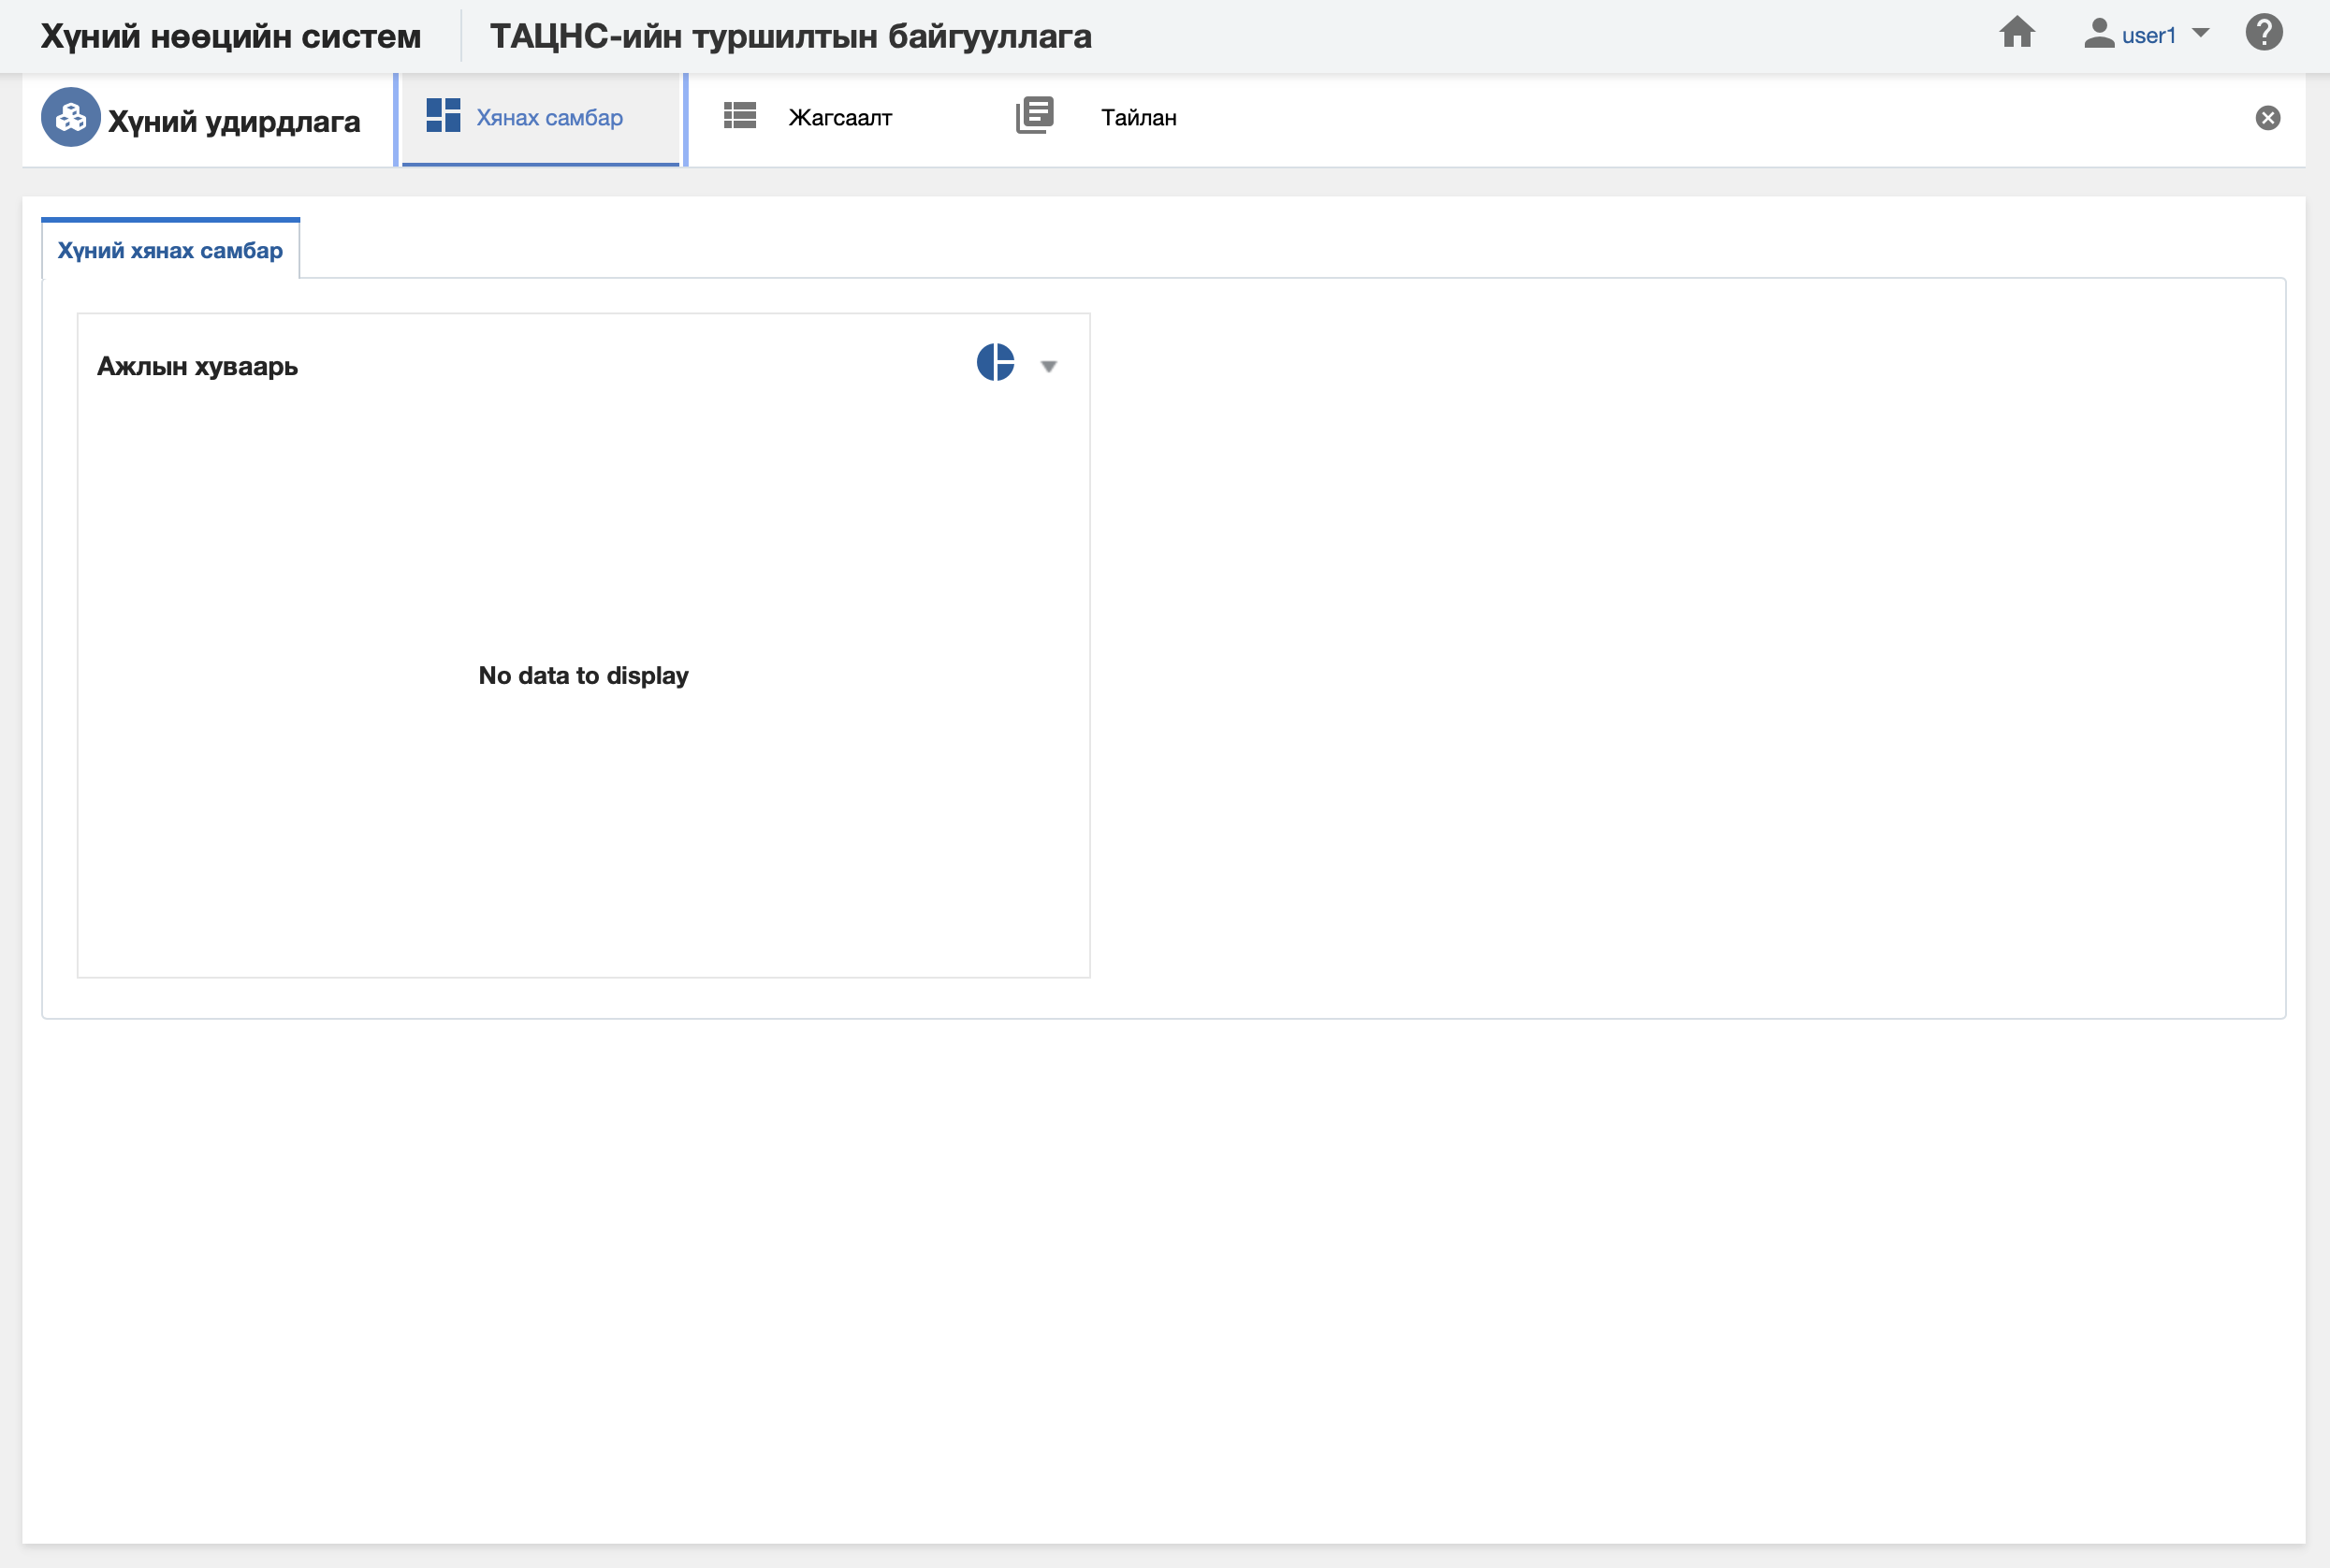 Хүний нөөцийн систем
ТАЦНС-ийн туршилтын байгууллага
user1
Хүний удирдлага
Хянах самбар
Жагсаалт
Тайлан
Хүний хянах самбар
Ажлын хуваарь
No data to display